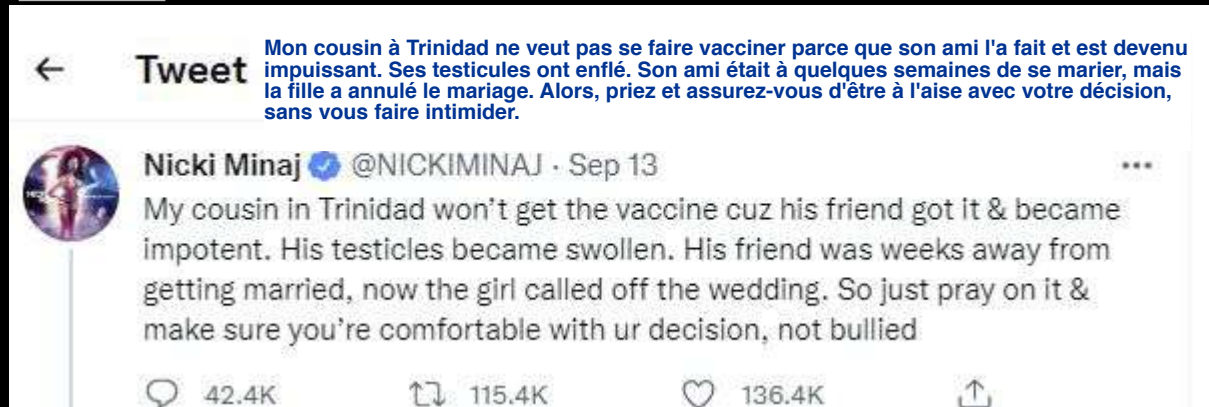 Tweet
Mon cousin à Trinidad ne veut pas se faire vacciner parce que son ami l'a fait et est devenu
impuissant. Ses testicules ont enflé. Son ami était à quelques semaines de se marier, mais
la fille a annulé le mariage. Alors, priez et assurez-vous d'être à l'aise avec votre décision,
sans vous faire intimider.
Nicki Minaj @NICKIMINAJ · Sep 13
My cousin in Trinidad won't get the vaccine cuz his friend got it & became
impotent. His testicles became swollen. His friend was weeks away from
getting married, now the girl called off the wedding. So just pray on it &
make sure you're comfortable with ur decision, not bullied
42.4K 115.4K 136.4K